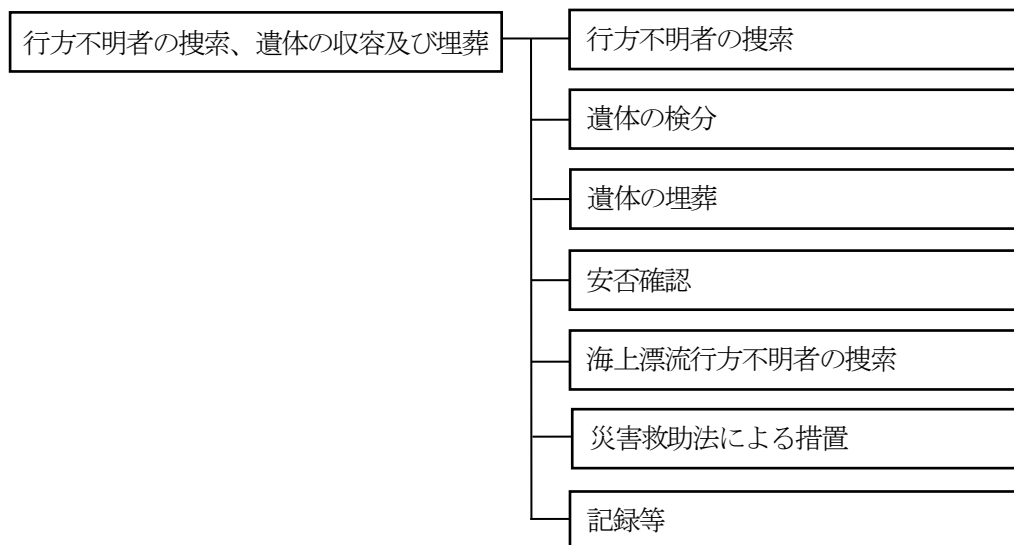 行方不明者の捜索、遺体の収容及び埋葬
行方不明者の捜索
遺体の検分
遺体の埋葬
安否確認
海上漂流行方不明者の捜索
災害救助法による措置
記録等